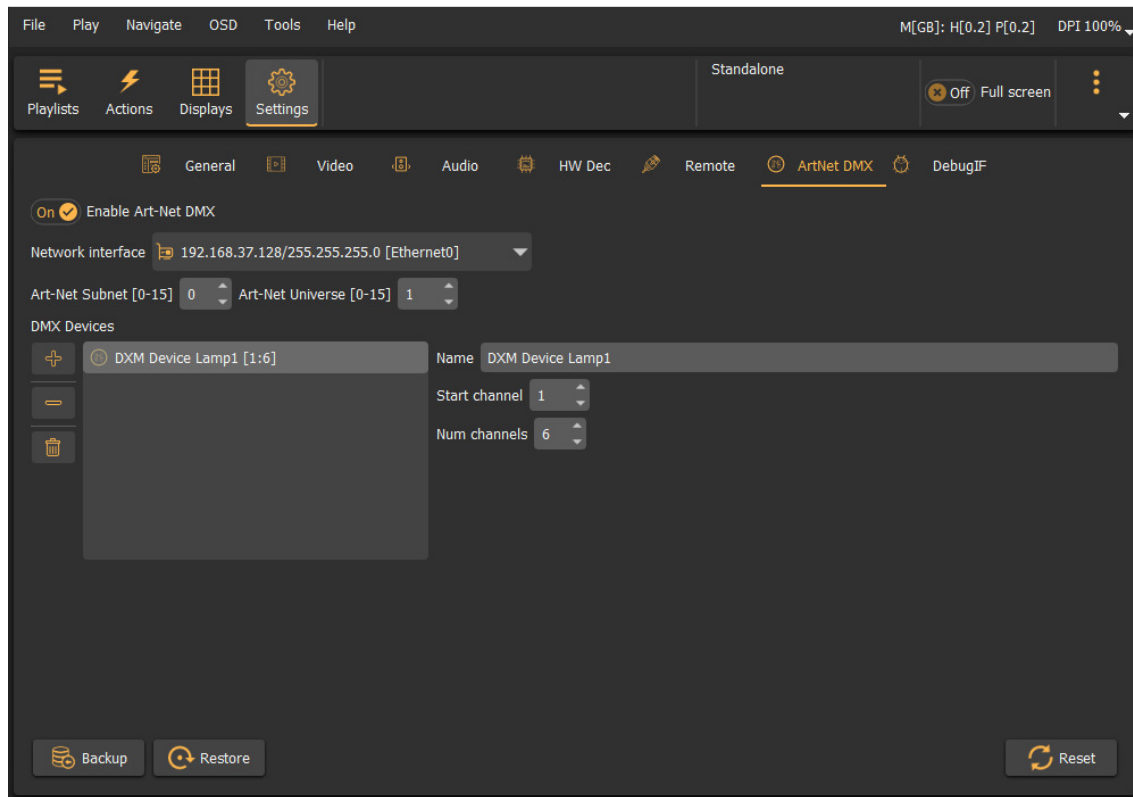 File Play Navigate OSD Tools Help M[GB]: H[0.2] P[0.2] DPI 100%
Standalone
Playlists Actions Displays Settings Off Full screen
General Video Audio HW Dec Remote ArtNet DMX DebugIF
On Enable Art-Net DMX
Network interface 192.168.37.128/255.255.255.0 [Ethernet0]
Art-Net Subnet [0-15] 0 Art-Net Universe [0-15] 1
DMX Devices
DXM Device Lamp1 [1:6] Name DXM Device Lamp1
Start channel 1
Num channels 6
Backup Restore Reset